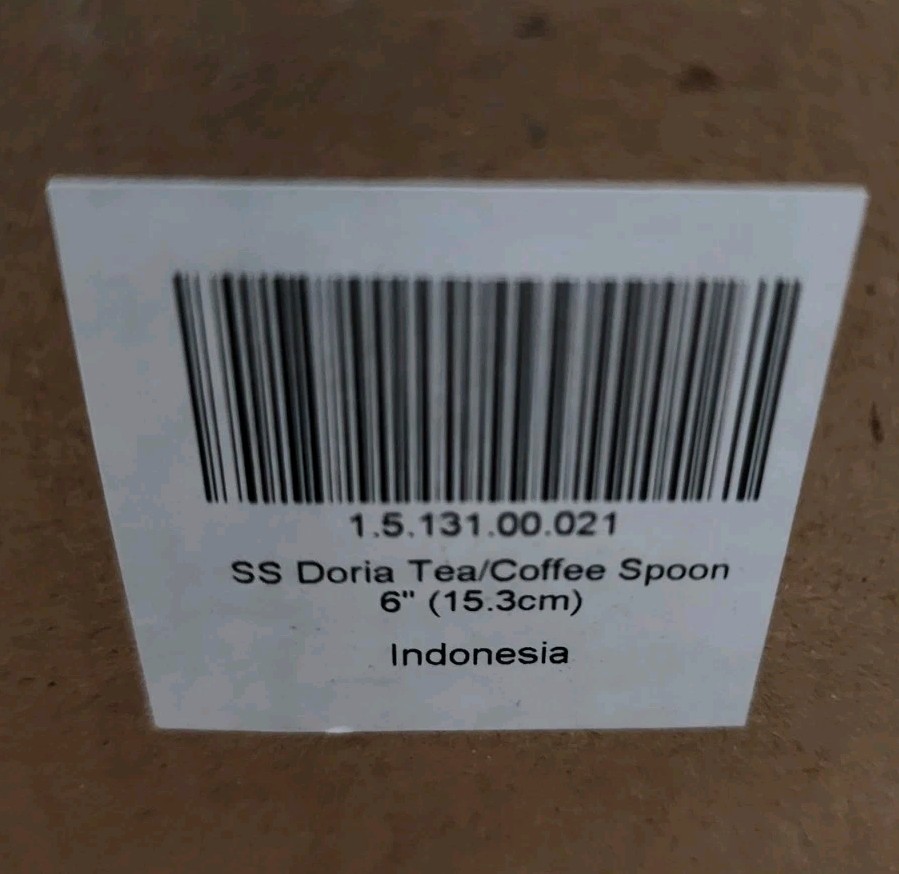 1.5.131.00.021
SS Doria Tea/Coffee Spoon
6" (15.3cm)
Indonesia